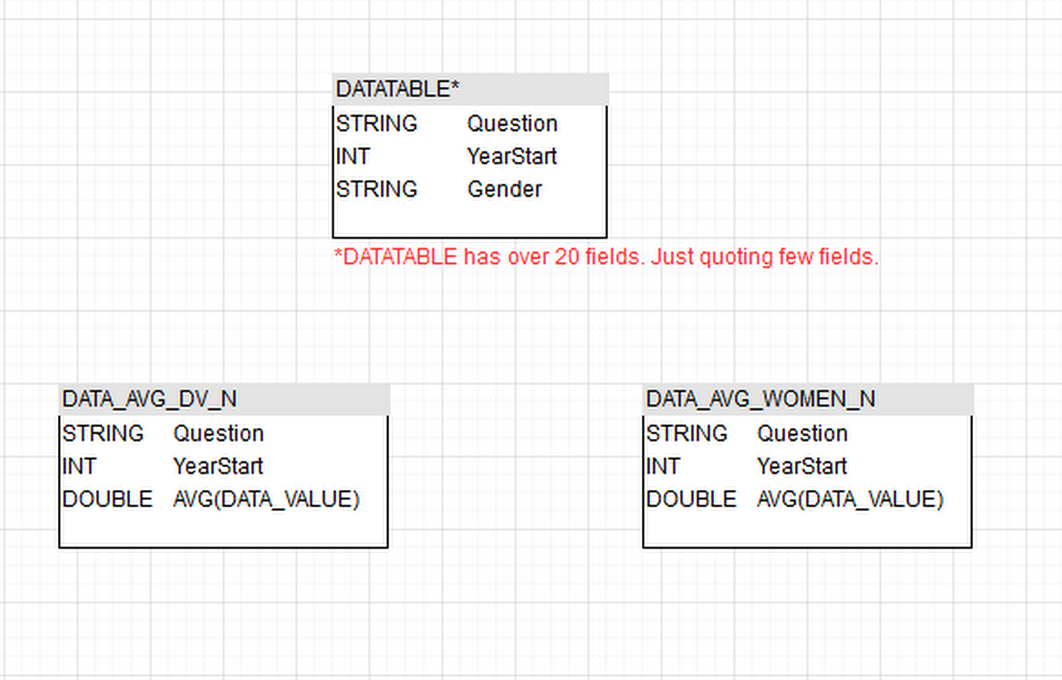 DATATABLE*
STRING Question
INT YearStart
STRING Gender
*DATATABLE has over 20 fields. Just quoting few fields.
DATA_AVG_DV_N
STRING Question
INT YearStart
DOUBLE AVG(DATA_VALUE)
DATA_AVG_WOMEN_N
STRING Question
INT YearStart
DOUBLE AVG(DATA_VALUE)